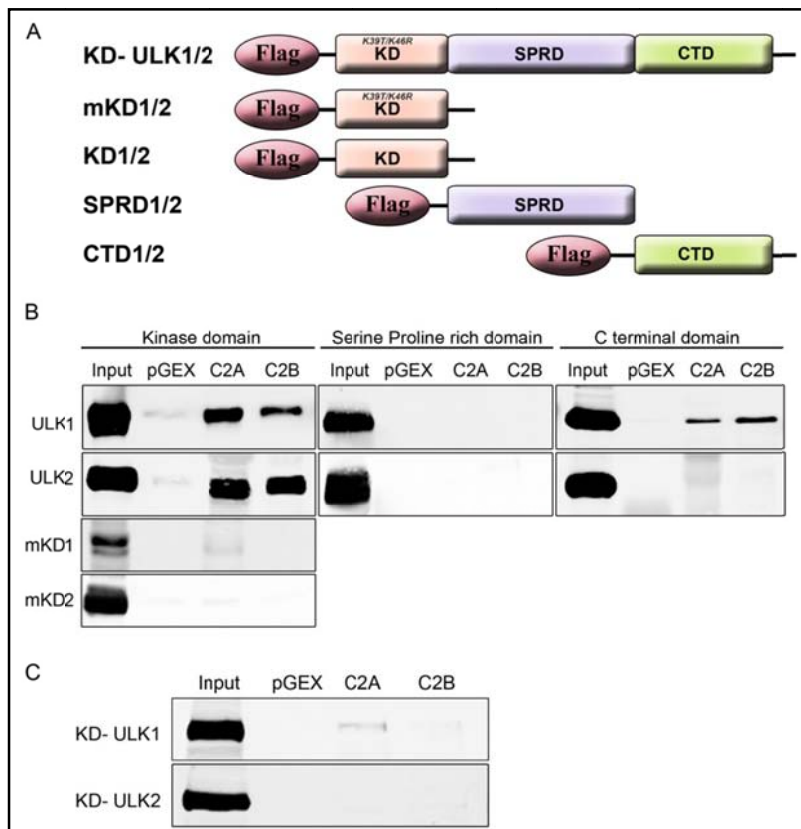 A
KD- ULK1/2
Flag
K39T/K46R
KD
SPRD
CTD
mKD1/2
Flag
K39T/K46R
KD
KD1/2
Flag
KD
SPRD1/2
Flag
SPRD
CTD1/2
Flag
CTD
B
Kinase domain Serine Proline rich domain C terminal domain
Input pGEX C2A C2B Input pGEX C2A C2B Input pGEX C2A C2B
ULK1
ULK2
mKD1
mKD2
C
Input pGEX C2A C2B
KD- ULK1
KD- ULK2